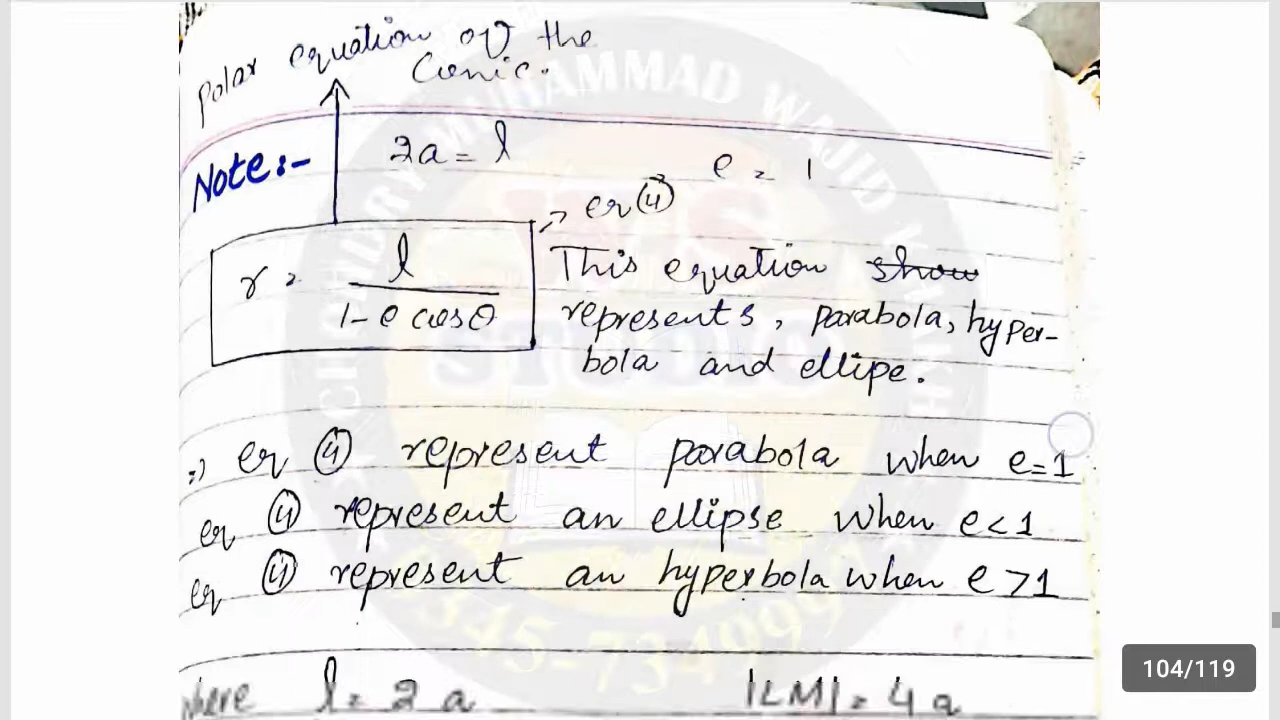 Polar equation of the
Conic.
Note:-
2a = l
e = 1
eq (4)
r = l / 1 - e cosθ
This equation show
represents, parabola, hyper-
bola and ellipe.
=) eq (4) represent parabola when e=1
eq (4) represent an ellipse when e<1
eq (4) represent an hyperbola when e>1
where l = 2a |LM| = 4a
104/119